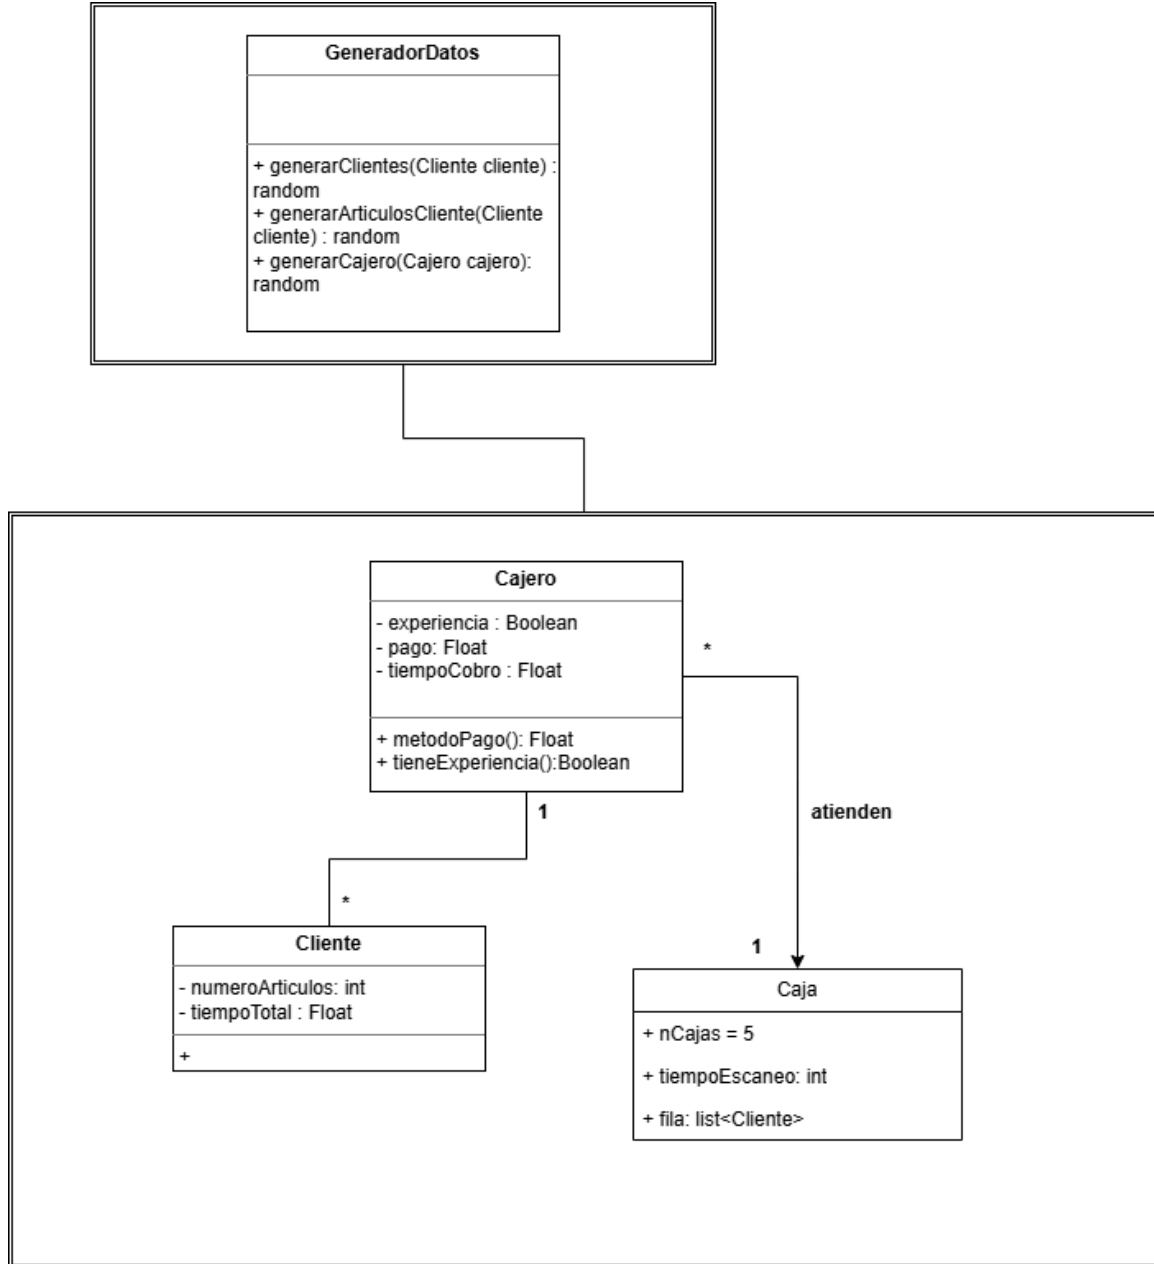 GeneradorDatos
+ generarClientes(Cliente cliente) :
random
+ generarArticulosCliente(Cliente
cliente) : random
+ generarCajero(Cajero cajero):
random
Cajero
- experiencia : Boolean
- pago: Float
- tiempoCobro : Float
+ metodoPago(): Float
+ tieneExperiencia():Boolean
*
1
atienden
*
1
Cliente
- numeroArticulos: int
- tiempoTotal : Float
+
Caja
+ nCajas = 5
+ tiempoEscaneo: int
+ fila: list<Cliente>